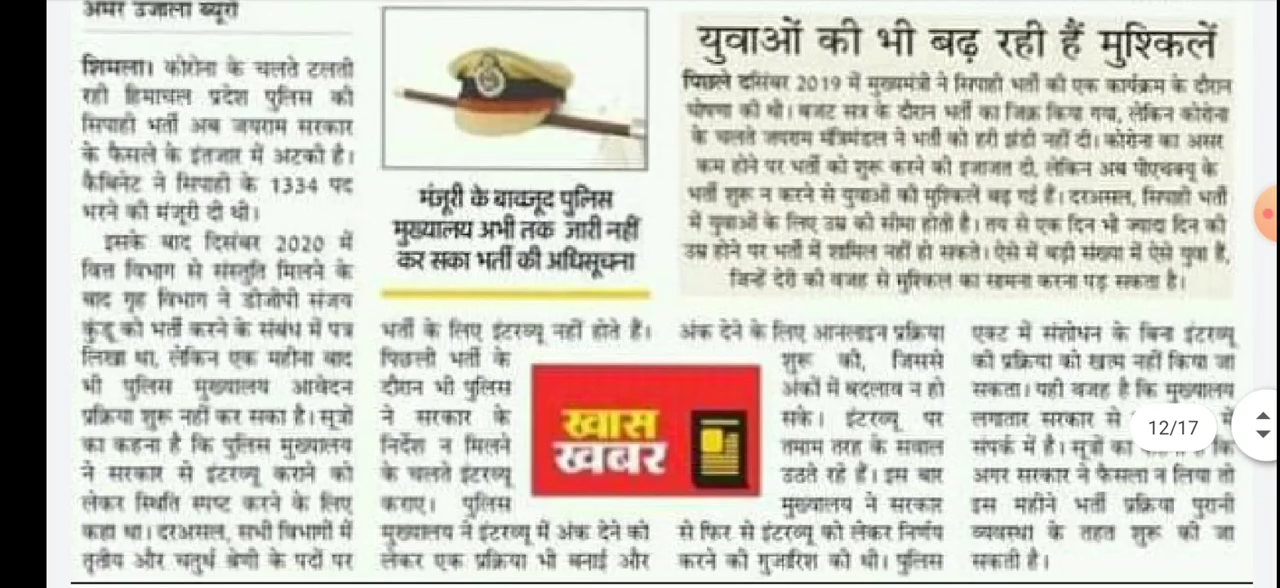 अमर उजाला ब्यूरो
शिमला। कोरोना के चलते टलती
रही हिमाचल प्रदेश पुलिस की
सिपाही भर्ती अब जयराम सरकार
के फैसले के इंतजार में अटकी है।
कैबिनेट ने सिपाही के 1334 पद
भरने की मंजूरी दी थी।
इसके बाद दिसंबर 2020 में
वित्त विभाग से संस्तुति मिलने के
बाद गृह विभाग ने डीजीपी संजय
कुंडू को भर्ती करने के संबंध में पत्र
लिखा था, लेकिन एक महीना बाद
भी पुलिस मुख्यालय आवेदन
प्रक्रिया शुरू नहीं कर सका है। सूत्रों
का कहना है कि पुलिस मुख्यालय
ने सरकार से इंटरव्यू कराने को
लेकर स्थिति स्पष्ट करने के लिए
कहा था। दरअसल, सभी विभागों में
तृतीय और चतुर्थ श्रेणी के पदों पर
मंजूरी के बावजूद पुलिस
मुख्यालय अभी तक जारी नहीं
कर सका भर्ती की अधिसूचना
भर्ती के लिए इंटरव्यू नहीं होते हैं।
पिछली भर्ती के
दौरान भी पुलिस
ने सरकार के
निर्देश न मिलने
के चलते इंटरव्यू
कराए। पुलिस
मुख्यालय ने इंटरव्यू में अंक देने को
लेकर एक प्रक्रिया भी बनाई और
खास
खबर
युवाओं की भी बढ़ रही हैं मुश्किलें
पिछले दसिंबर 2019 में मुख्यमंत्री ने सिपाही भर्ती की एक कार्यक्रम के दौरान
घोषणा की थी। बजट सत्र के दौरान भर्ती का जिक्र किया गया, लेकिन कोरोना
के चलते जयराम मंत्रिमंडल ने भर्ती को हरी झंडी नहीं दी। कोरोना का असर
कम होने पर भर्ती को शुरू करने की इजाजत दी, लेकिन अब पीएचक्यू के
भर्ती शुरू न करने से युवाओं की मुश्किलें बढ़ गई हैं। दरअसल, सिपाही भर्ती
में युवाओं के लिए उम्र की सीमा होती है। तय से एक दिन भी ज्यादा दिन की
उम्र होने पर भर्ती में शामिल नहीं हो सकते। ऐसे में बड़ी संख्या में ऐसे युवा हैं,
जिन्हें देरी की वजह से मुश्किल का सामना करना पड़ सकता है।
अंक देने के लिए ऑनलाइन प्रक्रिया
शुरू की, जिससे
अंकों में बदलाव न हो
सके। इंटरव्यू पर
तमाम तरह के सवाल
उठते रहे हैं। इस बार
मुख्यालय ने सरकार
से फिर से इंटरव्यू को लेकर निर्णय
करने की गुजारिश की थी। पुलिस
एक्ट में संशोधन के बिना इंटरव्यू
की प्रक्रिया को खत्म नहीं किया जा
सकता। यही वजह है कि मुख्यालय
लगातार सरकार से में
संपर्क में है। सूत्रों का कि
अगर सरकार ने फैसला न लिया तो
इस महीने भर्ती प्रक्रिया पुरानी
व्यवस्था के तहत शुरू की जा
सकती है।
12/17